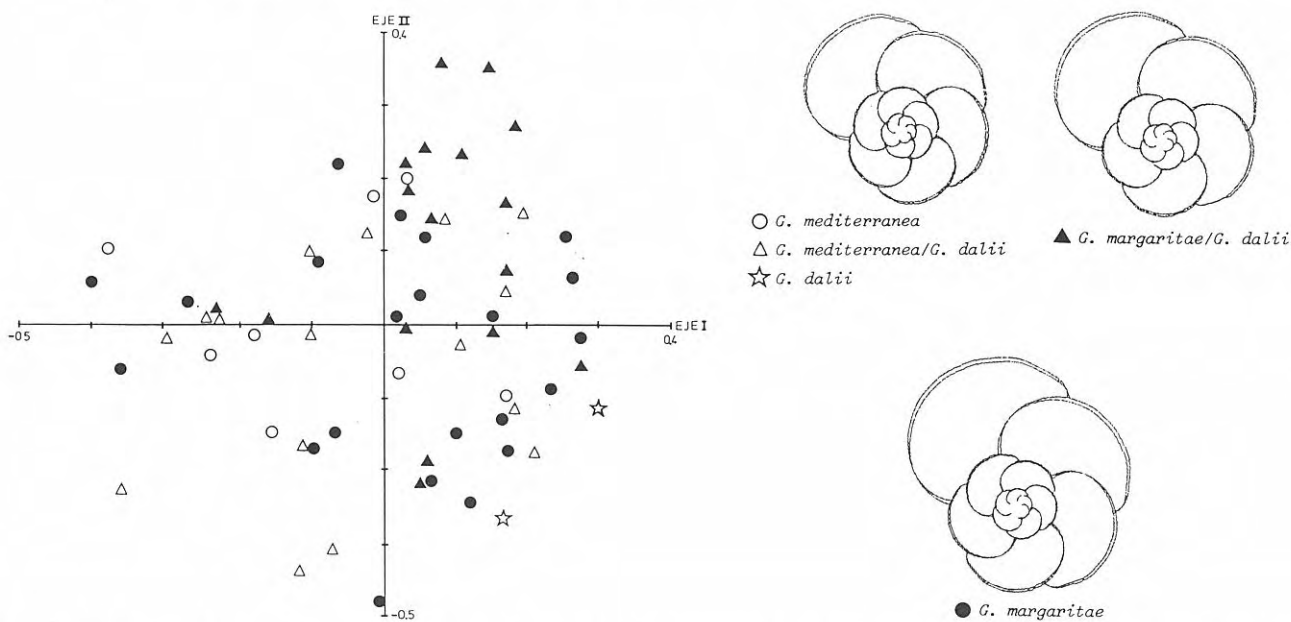 EJE II
0,4
-0,5
EJE I
0,4
-0,5
G. mediterranea
G. mediterranea/G. dalii
G. dalii
G. margaritae/G. dalii
G. margaritae